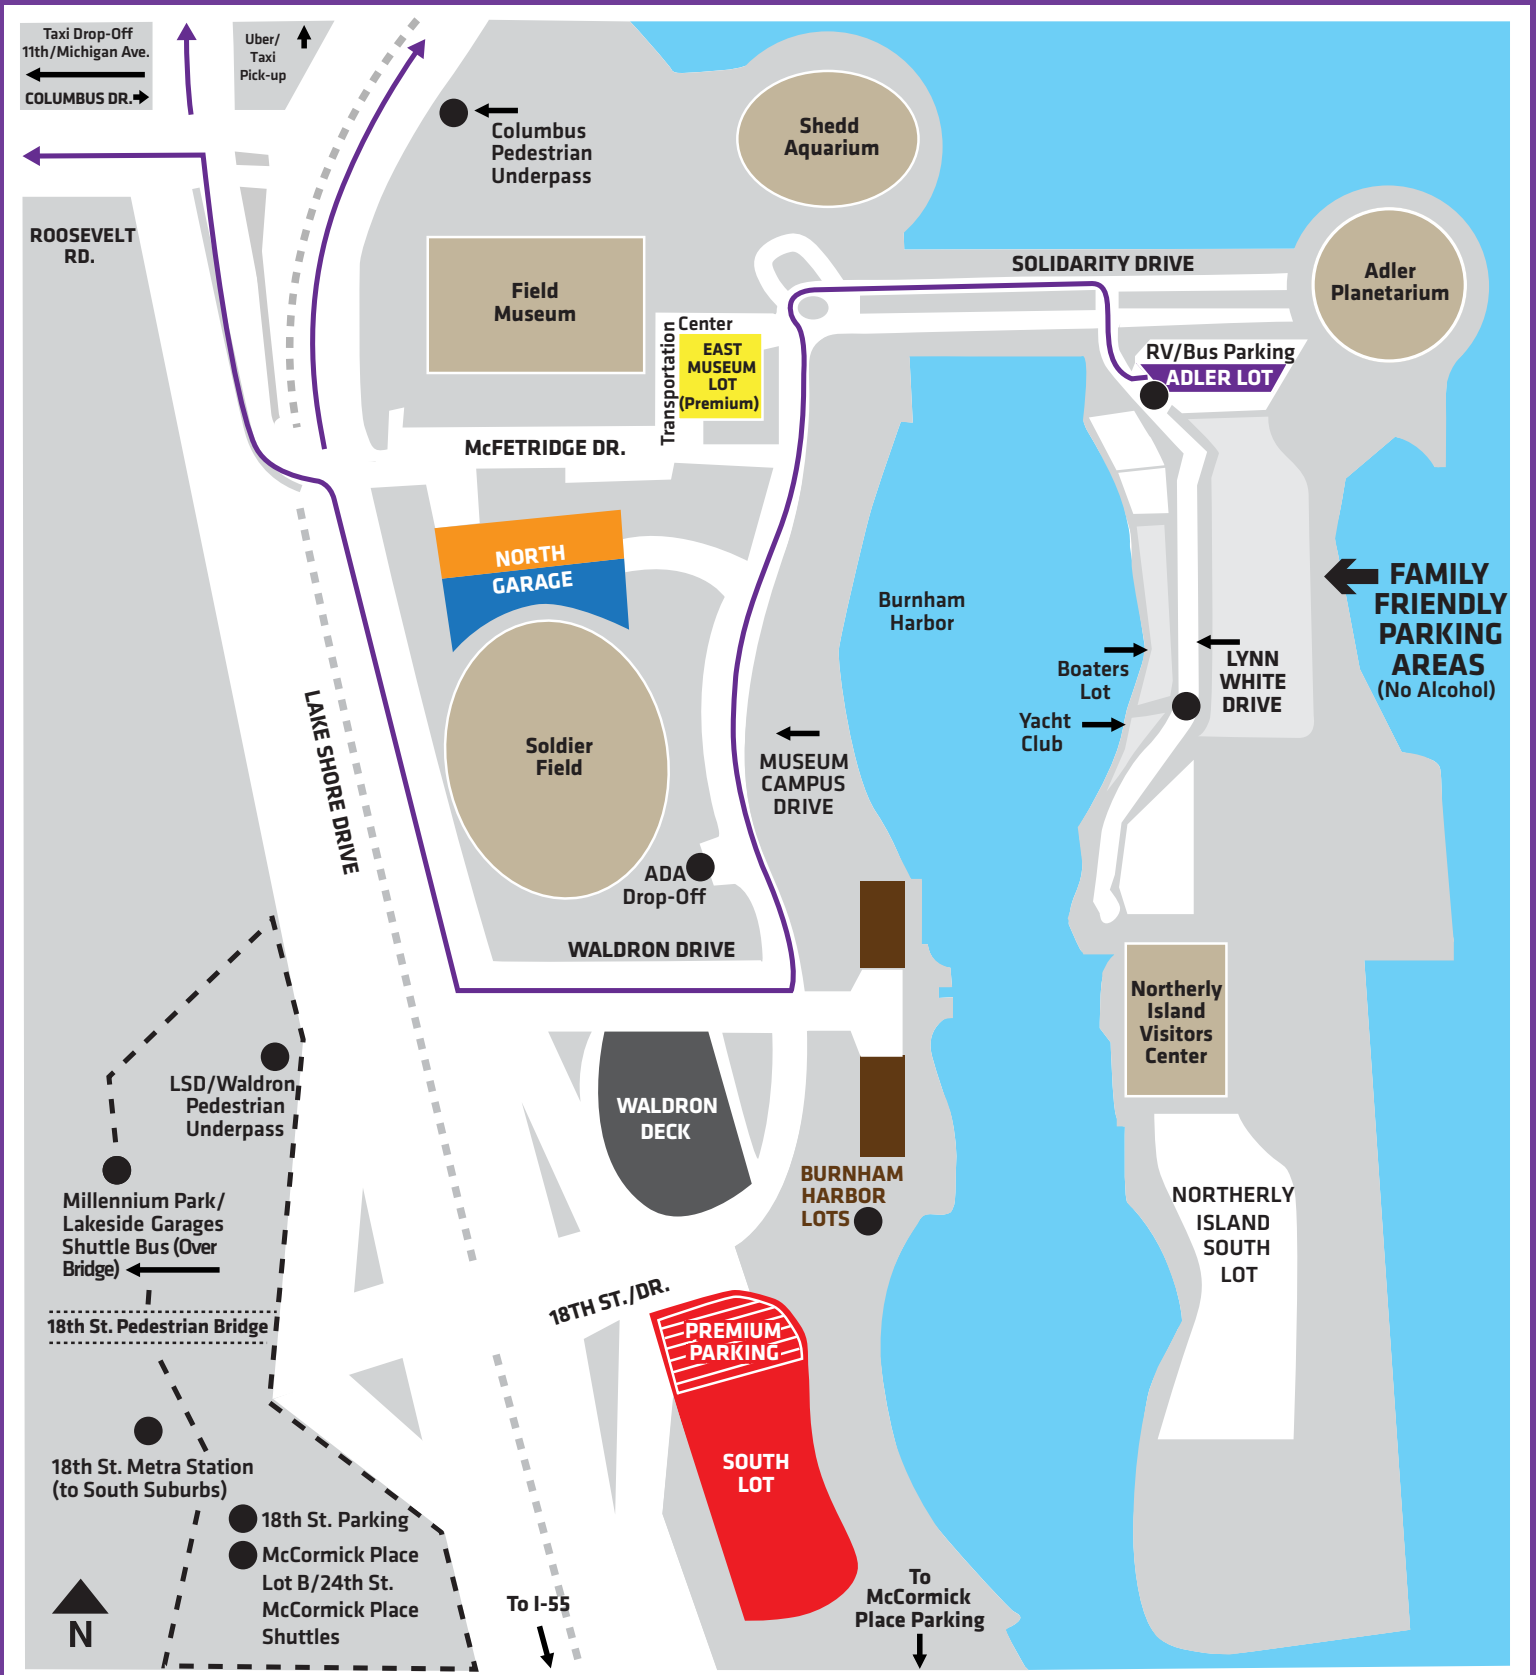 Taxi Drop-Off
11th/Michigan Ave.
COLUMBUS DR.
Uber/
Taxi
Pick-up
Columbus
Pedestrian
Underpass
Shedd
Aquarium
ROOSEVELT
RD.
Field
Museum
SOLIDARITY DRIVE
Adler
Planetarium
Transportation
Center
EAST
MUSEUM
LOT
(Premium)
RV/Bus Parking
ADLER LOT
McFETRIDGE DR.
NORTH
GARAGE
Burnham
Harbor
FAMILY
FRIENDLY
PARKING
AREAS
(No Alcohol)
Boaters
Lot
LYNN
WHITE
DRIVE
Yacht
Club
LAKE SHORE DRIVE
Soldier
Field
MUSEUM
CAMPUS
DRIVE
ADA
Drop-Off
WALDRON DRIVE
Northerly
Island
Visitors
Center
LSD/Waldron
Pedestrian
Underpass
WALDRON
DECK
BURNHAM
HARBOR
LOTS
Millennium Park/
Lakeside Garages
Shuttle Bus (Over
Bridge)
NORTHERLY
ISLAND
SOUTH
LOT
18TH ST./DR.
18th St. Pedestrian Bridge
PREMIUM
PARKING
SOUTH
LOT
18th St. Metra Station
(to South Suburbs)
18th St. Parking
McCormick Place
Lot B/24th St.
McCormick Place
Shuttles
N
To I-55
To
McCormick
Place Parking